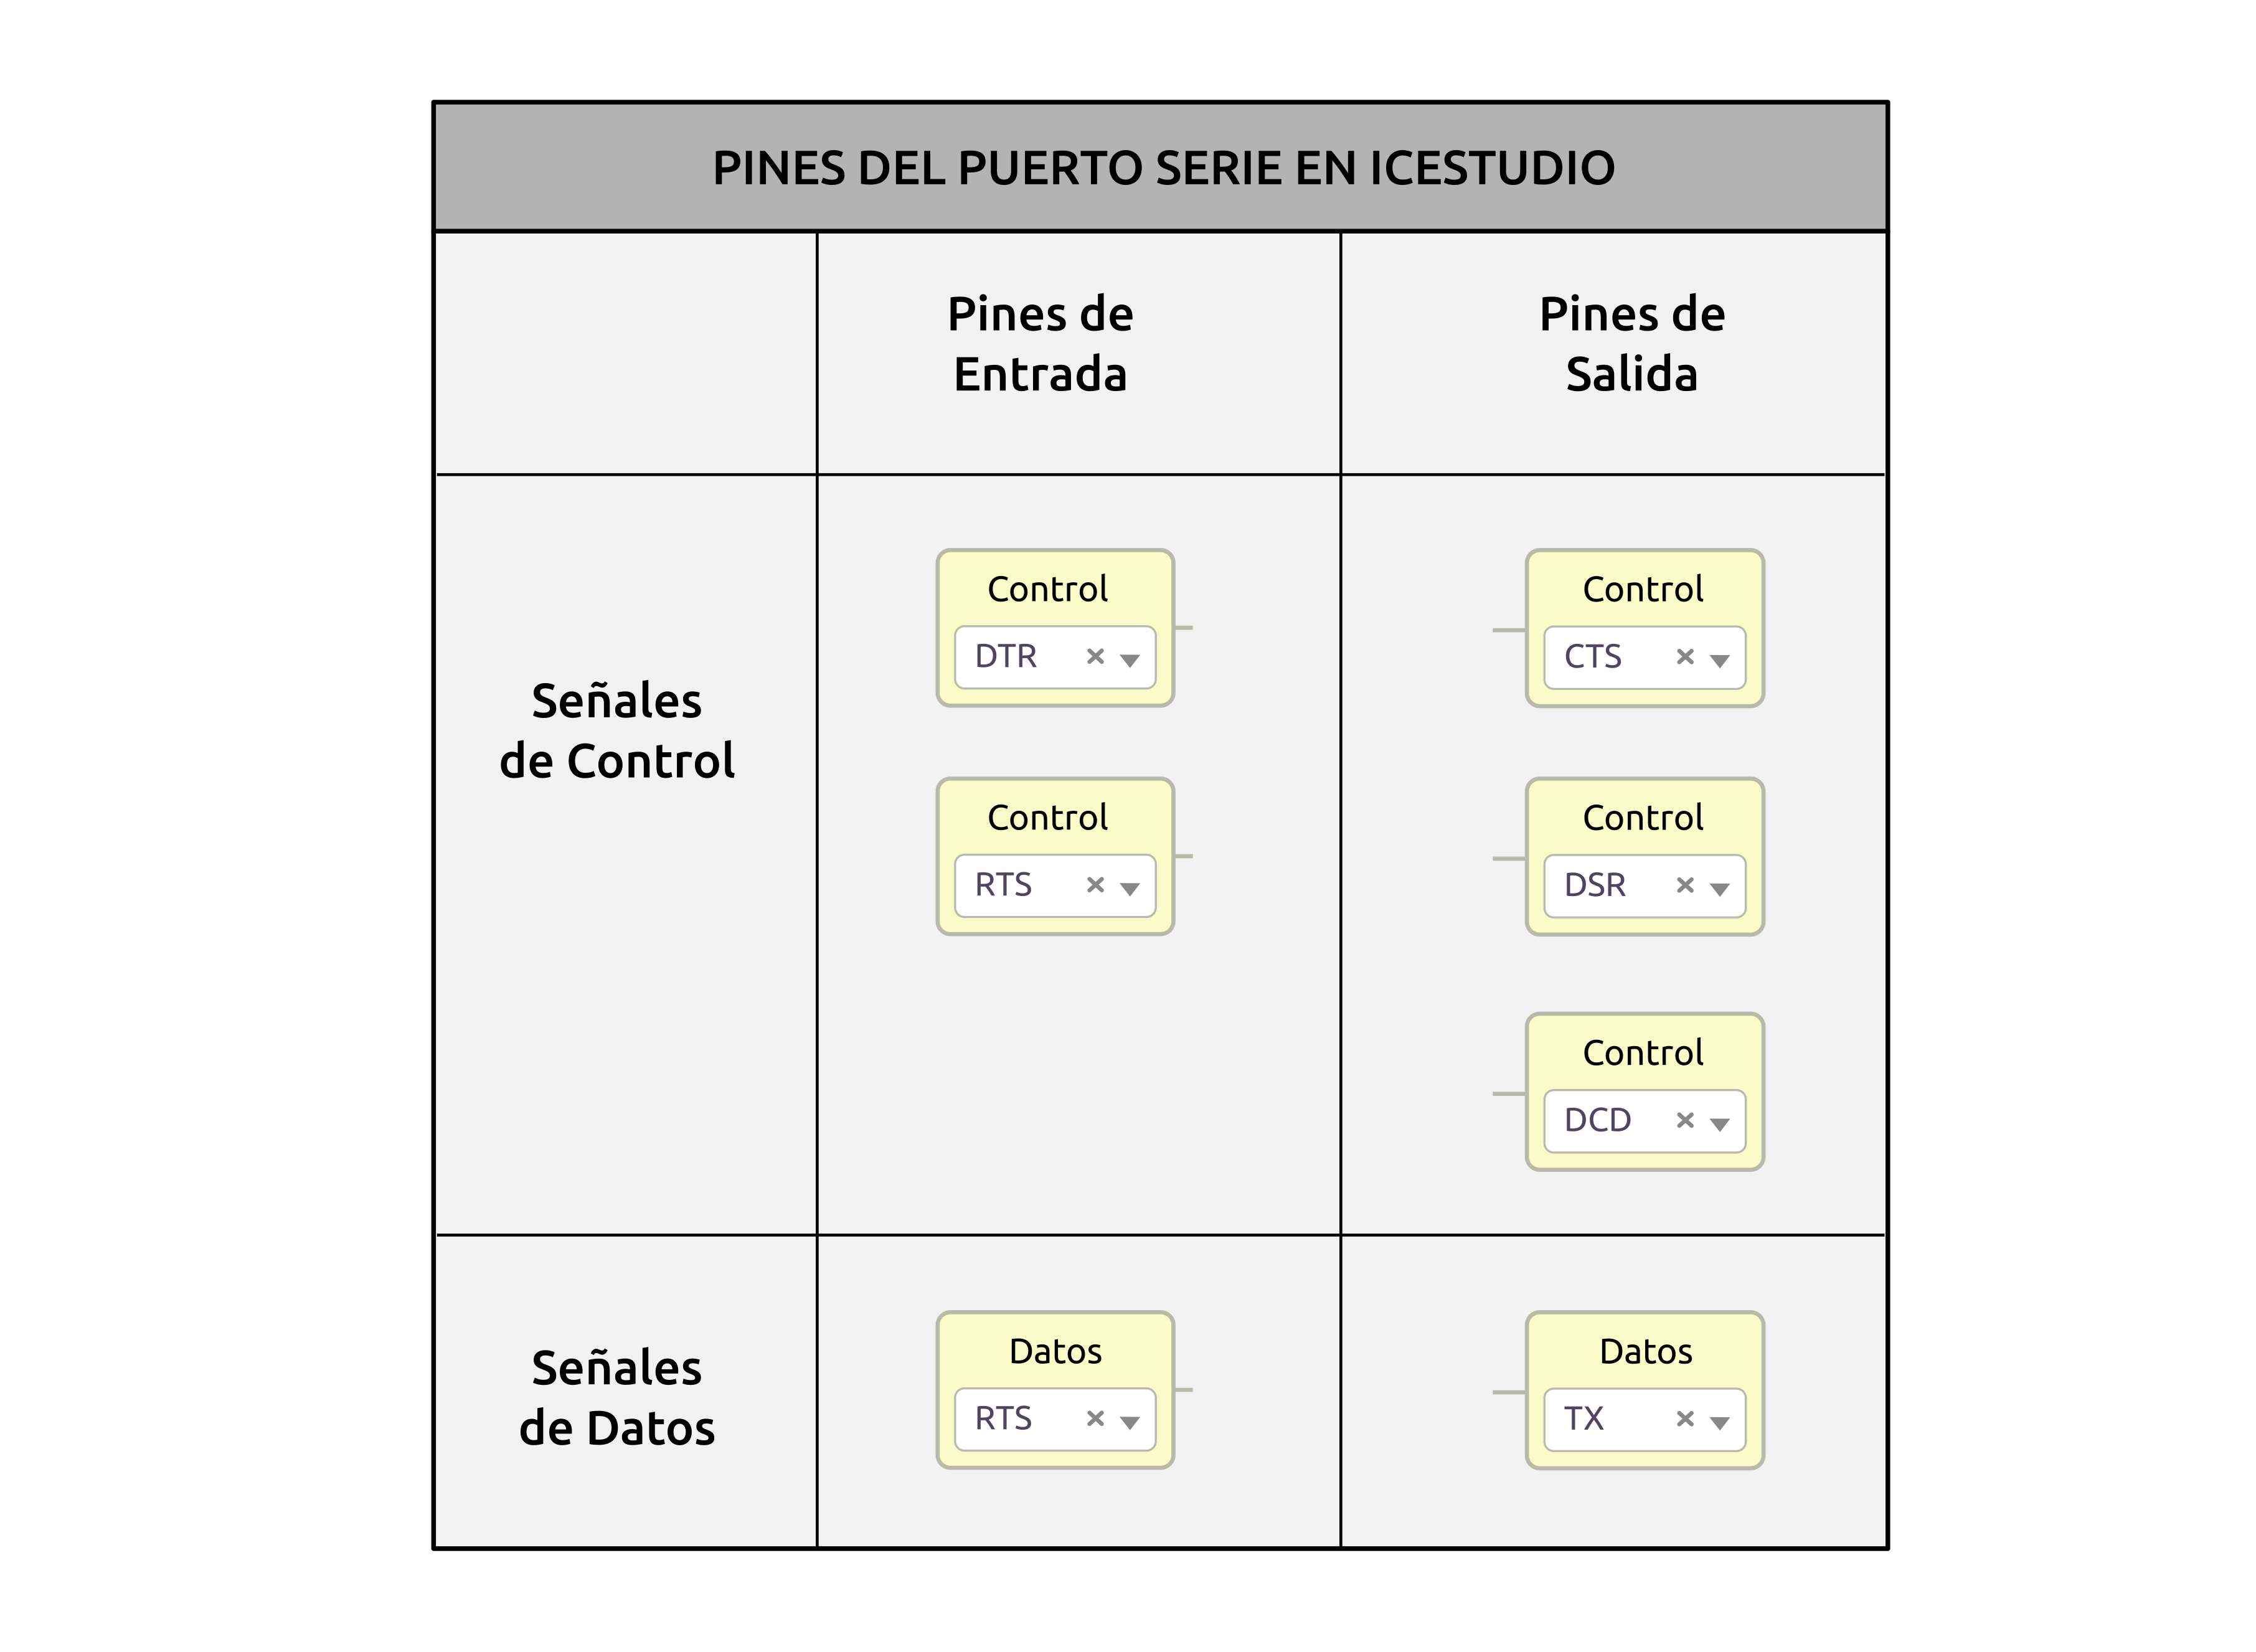 PINES DEL PUERTO SERIE EN ICESTUDIO
Pines de
Entrada
Pines de
Salida
Señales
de Control
Control
DTR
Control
RTS
Control
CTS
Control
DSR
Control
DCD
Señales
de Datos
Datos
RTS
Datos
TX